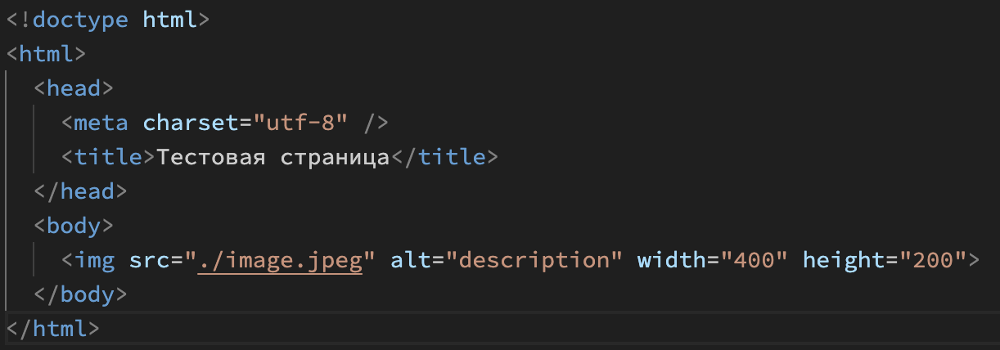 <!doctype html>
<html>
<head>
<meta charset="utf-8" />
<title>Тестовая страница</title>
</head>
<body>
<img src="./image.jpeg" alt="description" width="400" height="200">
</body>
</html>